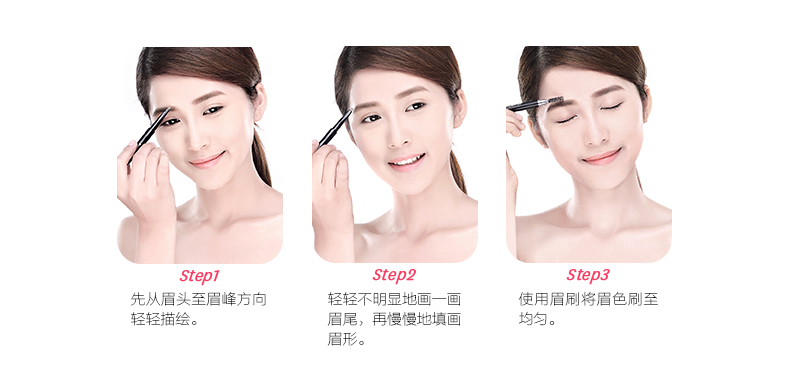 Step1
先从眉头至眉峰方向
轻轻描绘。
Step2
轻轻不明显地画一画
眉尾，再慢慢地填画
眉形。
Step3
使用眉刷将眉色刷至
均匀。